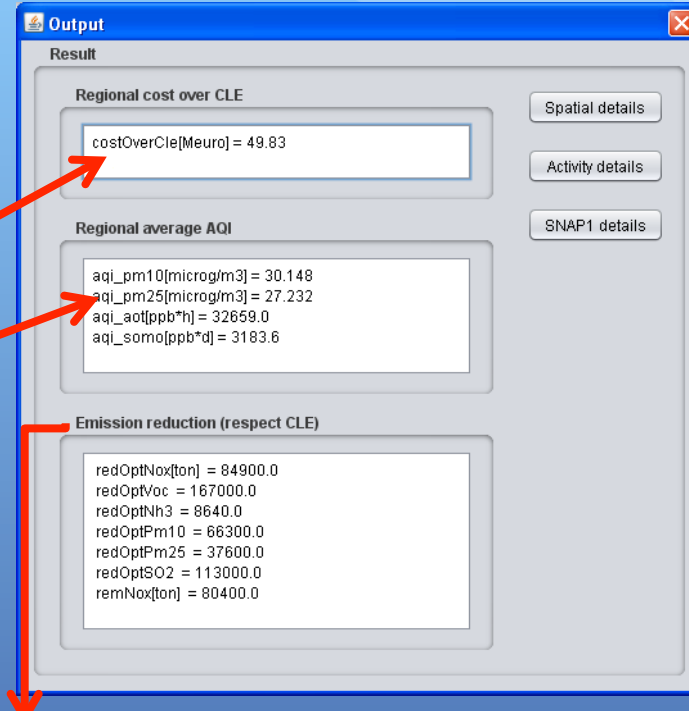 Output
Result
Regional cost over CLE
costOverCle[Meuro] = 49.83
Spatial details
Activity details
SNAP1 details
Regional average AQI
aqi_pm10[microg/m3] = 30.148
aqi_pm25[microg/m3] = 27.232
aqi_aot[ppb*h] = 32659.0
aqi_somo[ppb*d] = 3183.6
Emission reduction (respect CLE)
redOptNox[ton] = 84900.0
redOptVoc = 167000.0
redOptNh3 = 8640.0
redOptPm10 = 66300.0
redOptPm25 = 37600.0
redOptSO2 = 113000.0
remNox[ton] = 80400.0